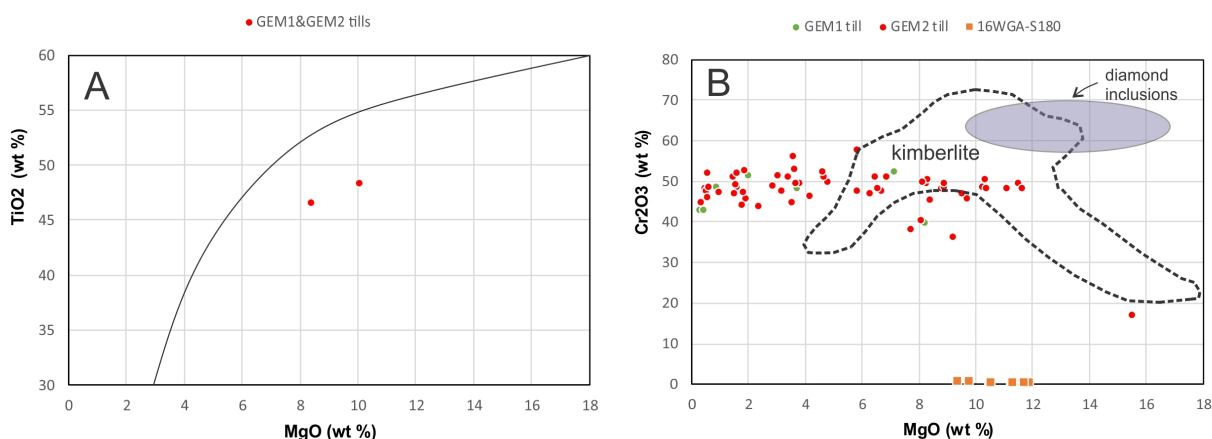 GEM1&GEM2 tills
A
TiO2 (wt %)
60
55
50
45
40
35
30
0 2 4 6 8 10 12 14 16 18
MgO (wt %)
GEM1 till GEM2 till 16WGA-S180
B
diamond
inclusions
kimberlite
Cr2O3 (wt %)
80
70
60
50
40
30
20
10
0
0 2 4 6 8 10 12 14 16 18
MgO (wt %)